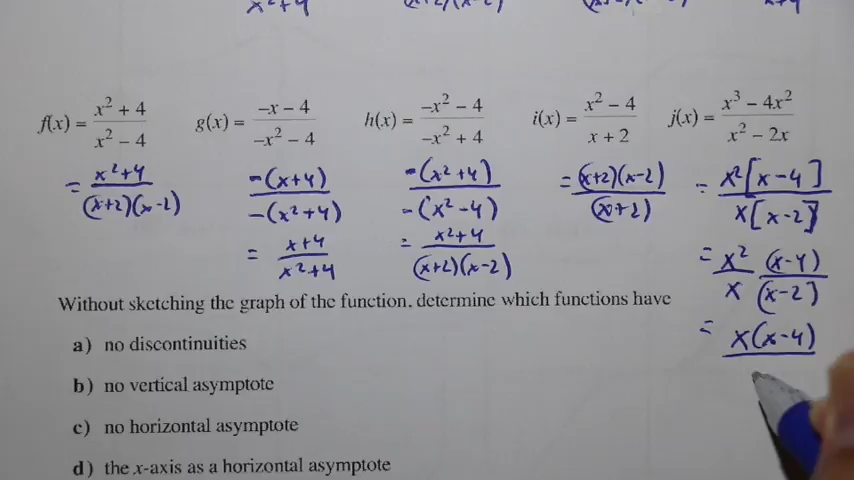 x²+4
f(x) = (x² + 4)/(x² − 4) g(x) = (−x − 4)/(−x² − 4) h(x) = (−x² − 4)/(−x² + 4) i(x) = (x² − 4)/(x + 2) j(x) = (x³ − 4x²)/(x² − 2x)
= (x²+4)/((x+2)(x-2)) (-(x+4))/(-(x²+4)) (-(x²+4))/(-(x²-4)) = ((x+2)(x-2))/((x+2)) = (x²[x-4])/(x[x-2])
= (x+4)/(x²+4) = (x²+4)/((x+2)(x-2)) = x²/x (x-4)/(x-2)
Without sketching the graph of the function, determine which functions have
= x(x-4)
a) no discontinuities
b) no vertical asymptote
c) no horizontal asymptote
d) the x-axis as a horizontal asymptote